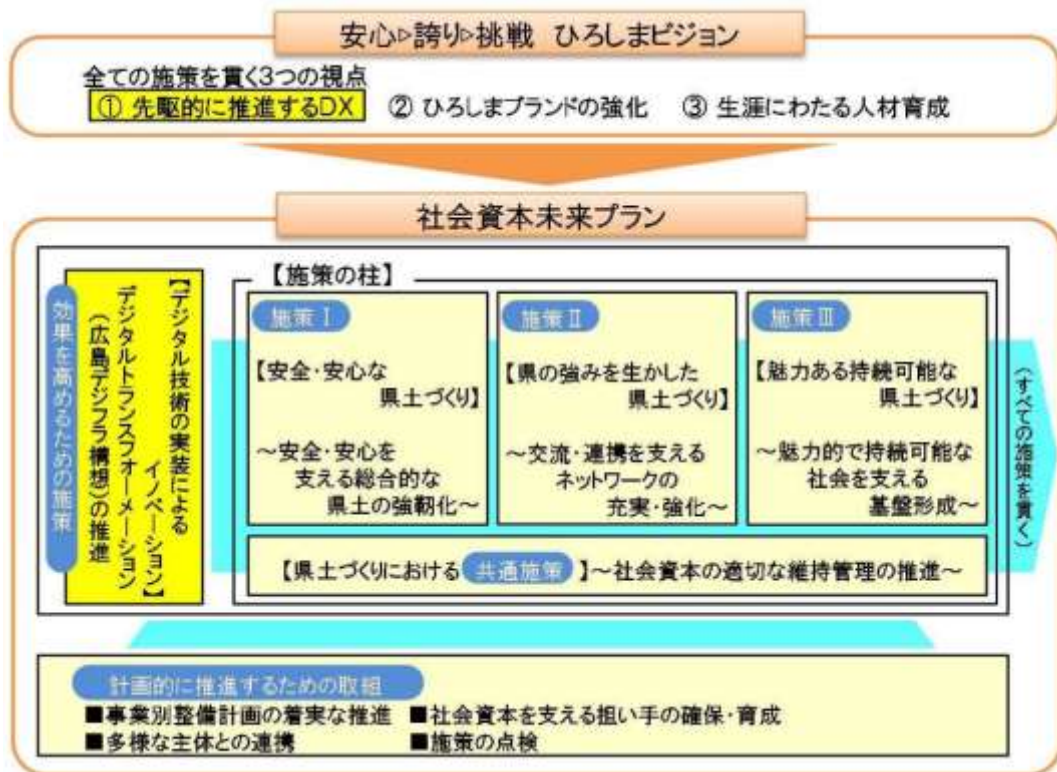 安心▷誇り▷挑戦 ひろしまビジョン
全ての施策を貫く3つの視点
① 先駆的に推進するDX ② ひろしまブランドの強化 ③ 生涯にわたる人材育成
社会資本未来プラン
効果を高めるための施策
【デジタル技術の実装による
イノベーション】
デジタルトランスフォーメーション
(広島デジフラ構想)の推進
【施策の柱】
施策Ⅰ
【安全・安心な
県土づくり】
~安全・安心を
支える総合的な
県土の強靭化~
施策Ⅱ
【県の強みを生かした
県土づくり】
~交流・連携を支える
ネットワークの
充実・強化~
施策Ⅲ
【魅力ある持続可能な
県土づくり】
~魅力的で持続可能な
社会を支える
基盤形成~
(すべての施策を貫く)
【県土づくりにおける 共通施策 】~社会資本の適切な維持管理の推進~
計画的に推進するための取組
■事業別整備計画の着実な推進 ■社会資本を支える担い手の確保・育成
■多様な主体との連携 ■施策の点検